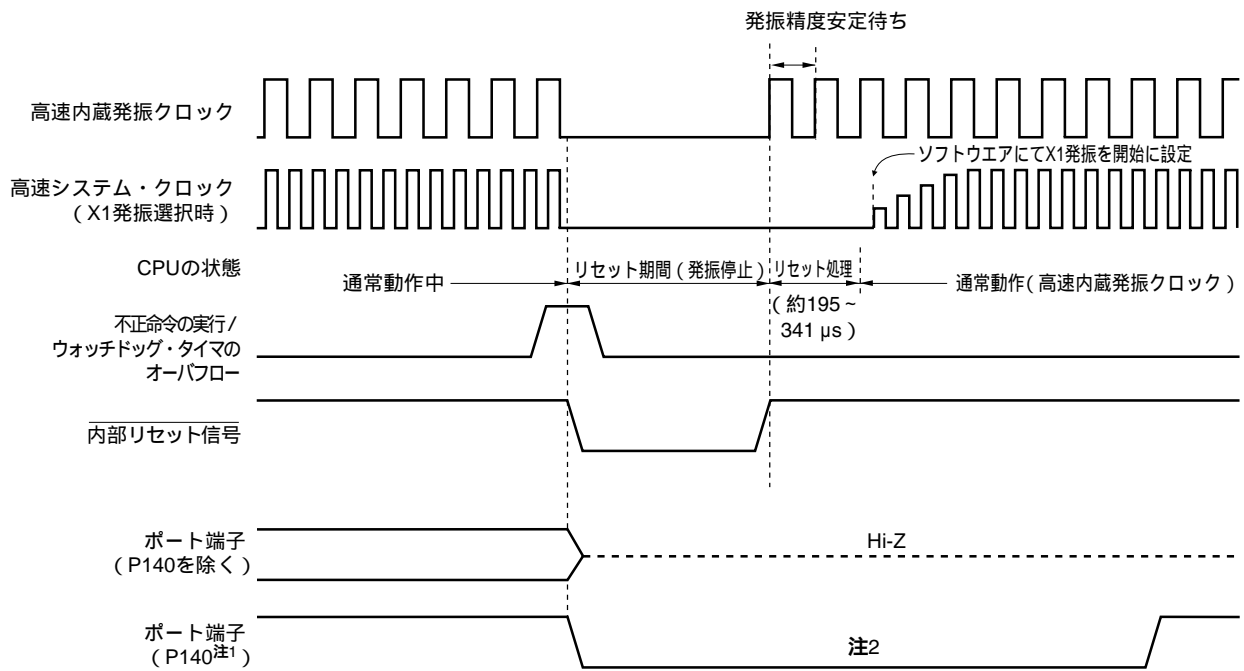 発振精度安定待ち
高速内蔵発振クロック
ソフトウエアにてX1発振を開始に設定
高速システム・クロック
(X1発振選択時)
CPUの状態
通常動作中
リセット期間(発振停止)
リセット処理
通常動作(高速内蔵発振クロック)
(約195~
341 μs)
不正命令の実行/
ウォッチドッグ・タイマの
オーバフロー
内部リセット信号
ポート端子
(P140を除く)
Hi-Z
ポート端子
(P140注1)
注2